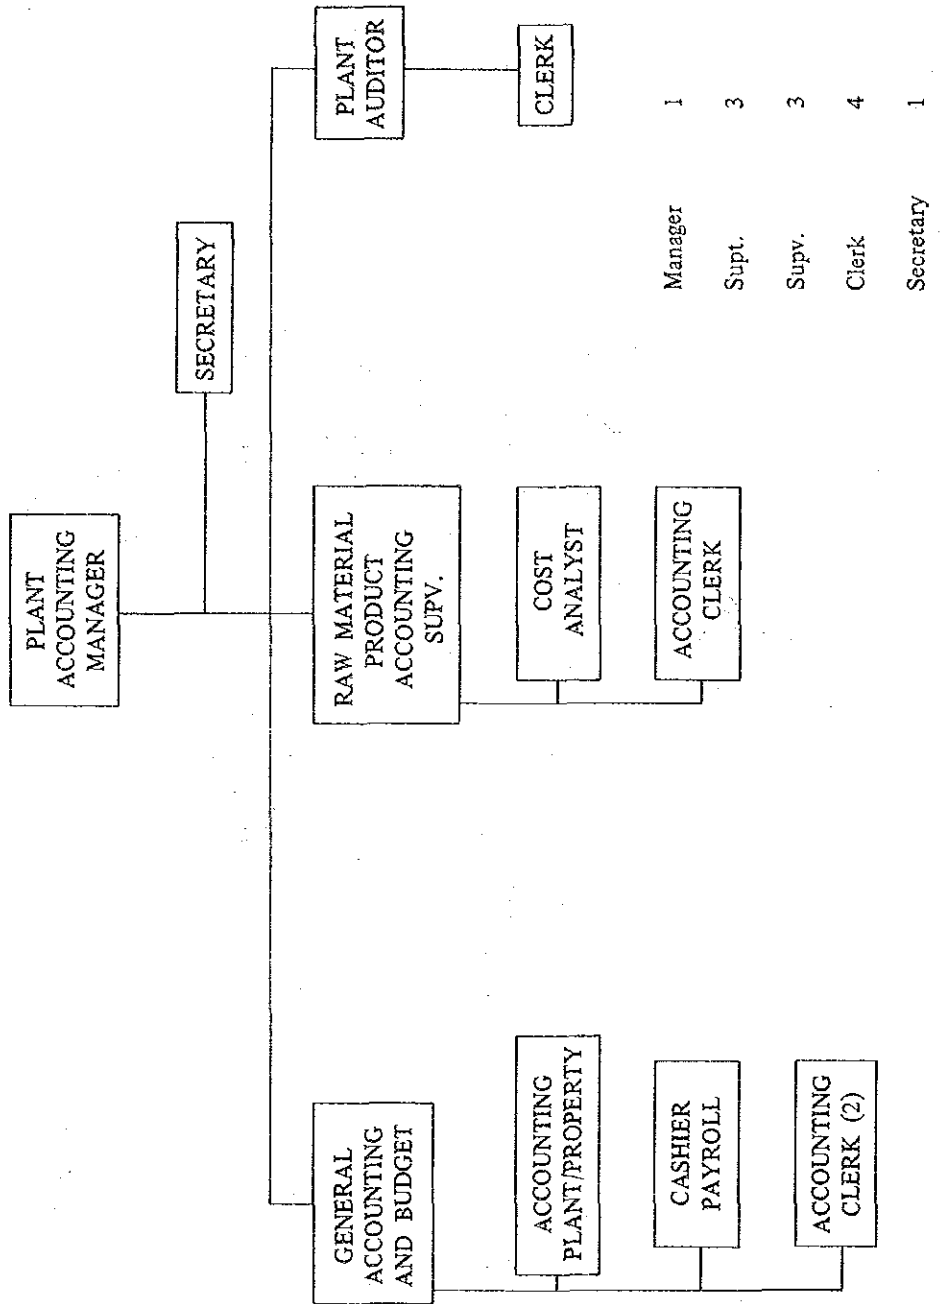 PLANT
ACCOUNTING
MANAGER
SECRETARY
GENERAL
ACCOUNTING
AND BUDGET
RAW MATERIAL
PRODUCT
ACCOUNTING
SUPV.
PLANT
AUDITOR
ACCOUNTING
PLANT/PROPERTY
COST
ANALYST
CLERK
CASHIER
PAYROLL
ACCOUNTING
CLERK
ACCOUNTING
CLERK (2)
Manager 1
Supt. 3
Supv. 3
Clerk 4
Secretary 1